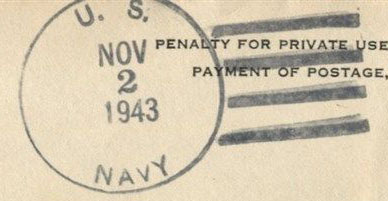 U. S.
NOV
2
1943
NAVY
PENALTY FOR PRIVATE USE
PAYMENT OF POSTAGE,